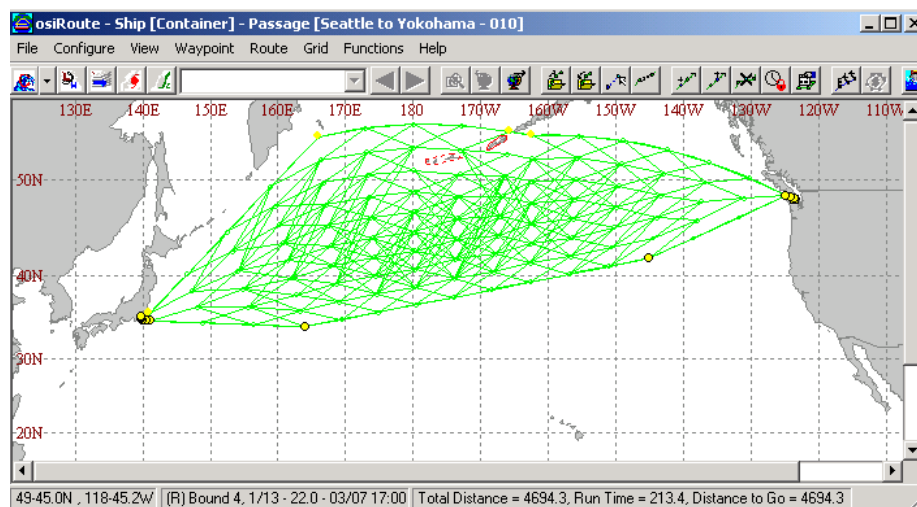 osiRoute - Ship [Container] - Passage [Seattle to Yokohama - 010]
File Configure View Waypoint Route Grid Functions Help
130E 140E 150E 160E 170E 180 170W 160W 150W 140W 130W 120W 110W
50N
40N
30N
20N
49-45.0N , 118-45.2W (R) Bound 4, 1/13 - 22.0 - 03/07 17:00 Total Distance = 4694.3, Run Time = 213.4, Distance to Go = 4694.3